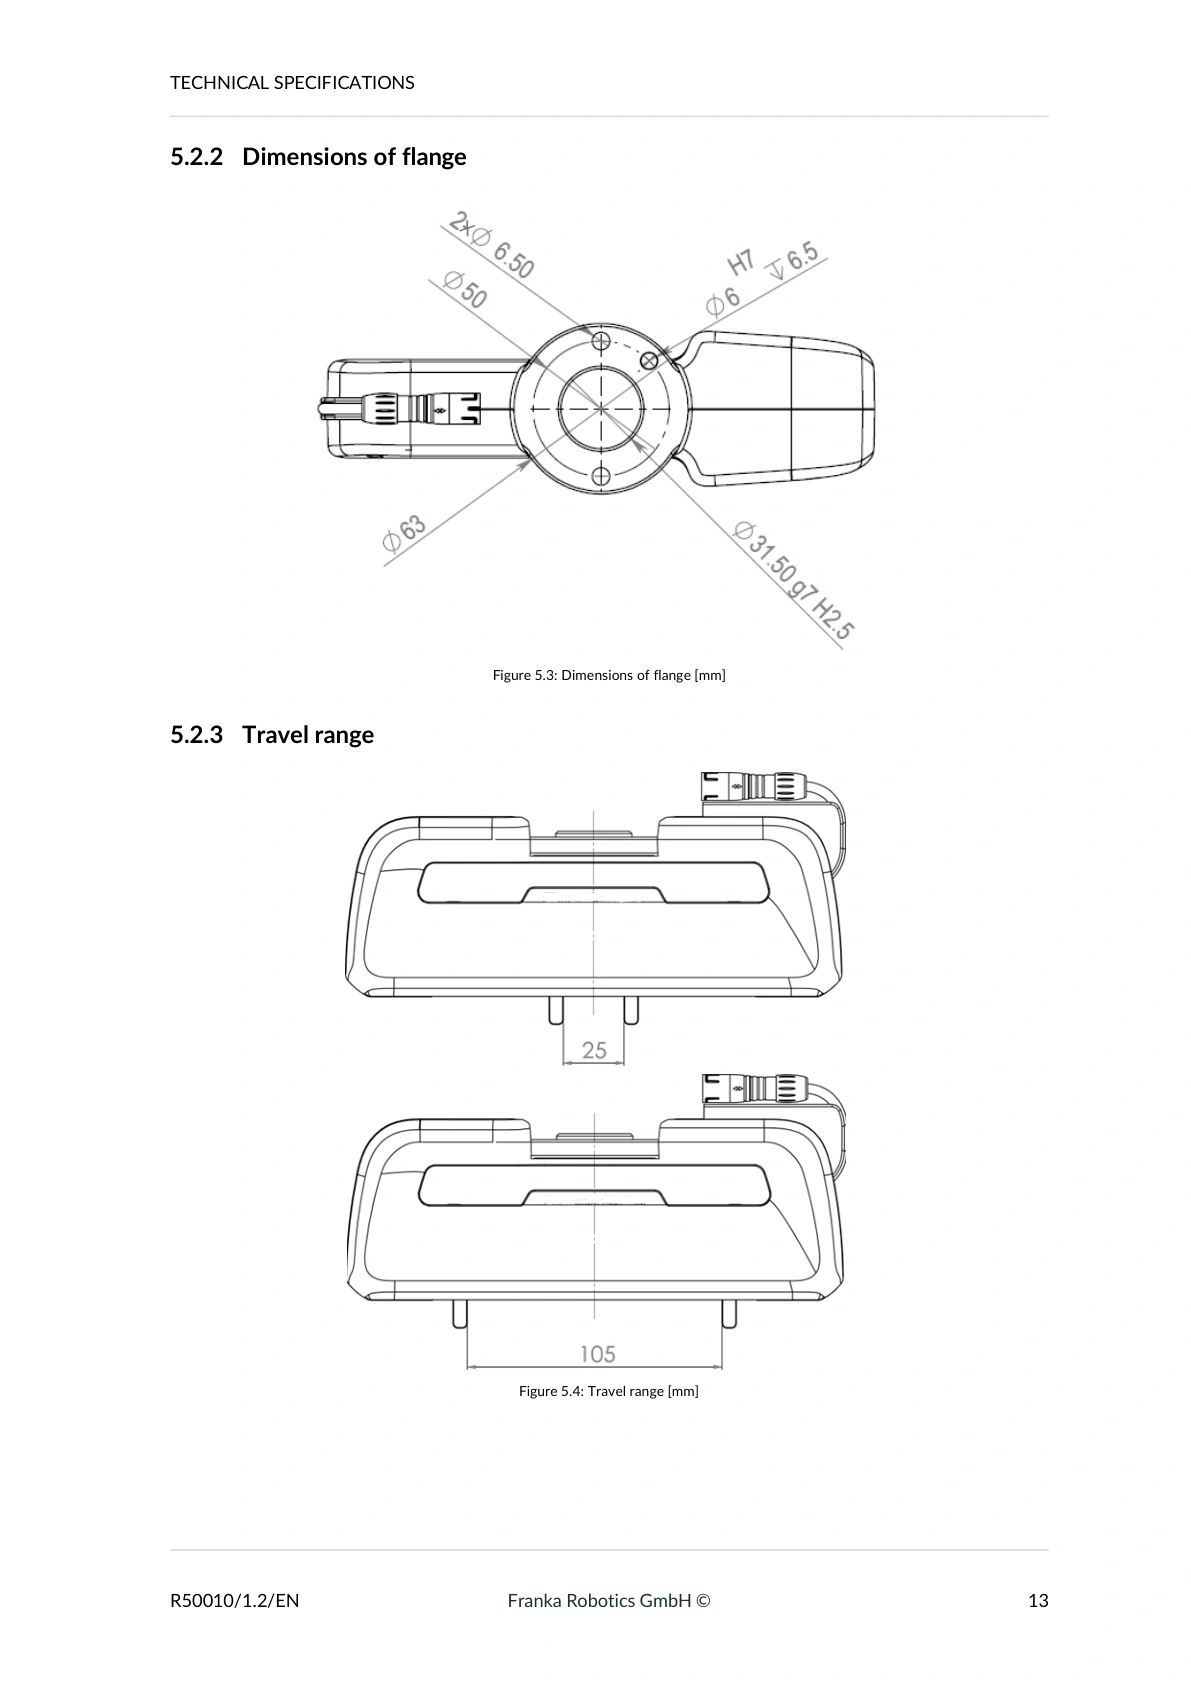 TECHNICAL SPECIFICATIONS
5.2.2 Dimensions of flange
2x∅ 6.50
∅50
H7
↧6.5
∅6
∅63
∅31.50 g7 H2.5
Figure 5.3: Dimensions of flange [mm]
5.2.3 Travel range
25
105
Figure 5.4: Travel range [mm]
R50010/1.2/EN
Franka Robotics GmbH ©
13